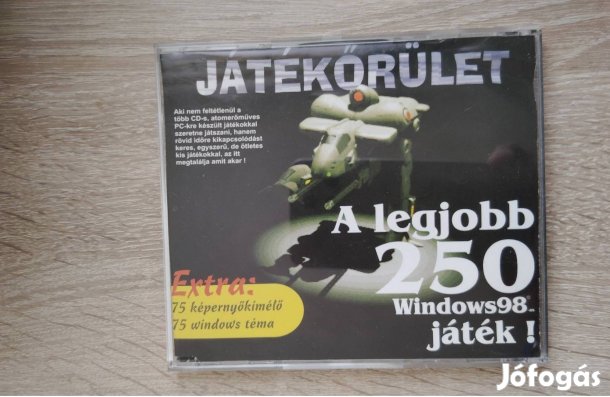 JÁTÉKŐRÜLET
Aki nem feltétlenül a
több CD-s, atomerőműves
PC-kre készült játékokkal
szeretne játszani, hanem
rövid időre kikapcsolódást
keres, egyszerű, de ötletes
kis játékokkal, az itt
megtalálja amit akar !
A legjobb
250
Windows98
játék !
Extra:
75 képernyőkímélő
75 windows téma
Jófogás